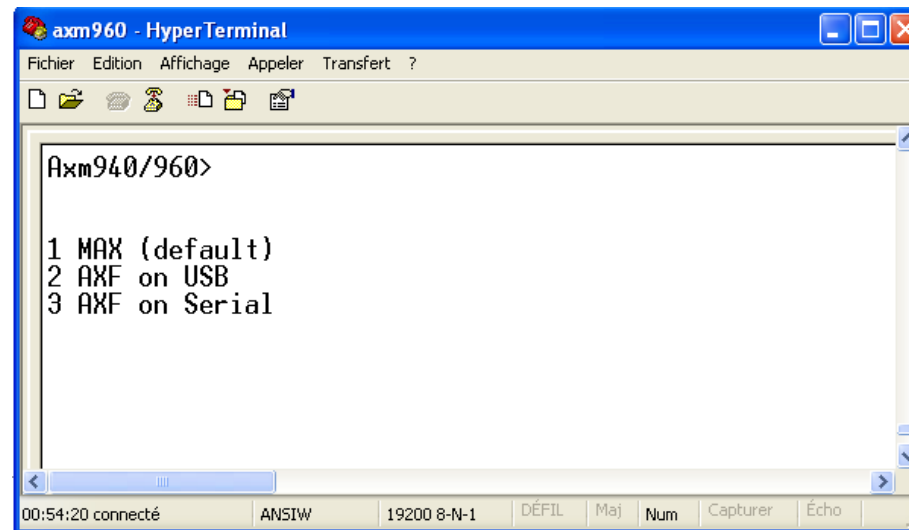 axm960 - HyperTerminal
Fichier Edition Affichage Appeler Transfert ?
Axm940/960>
1 MAX (default)
2 AXF on USB
3 AXF on Serial
00:54:20 connecté ANSIW 19200 8-N-1 DÉFIL Maj Num Capturer Écho